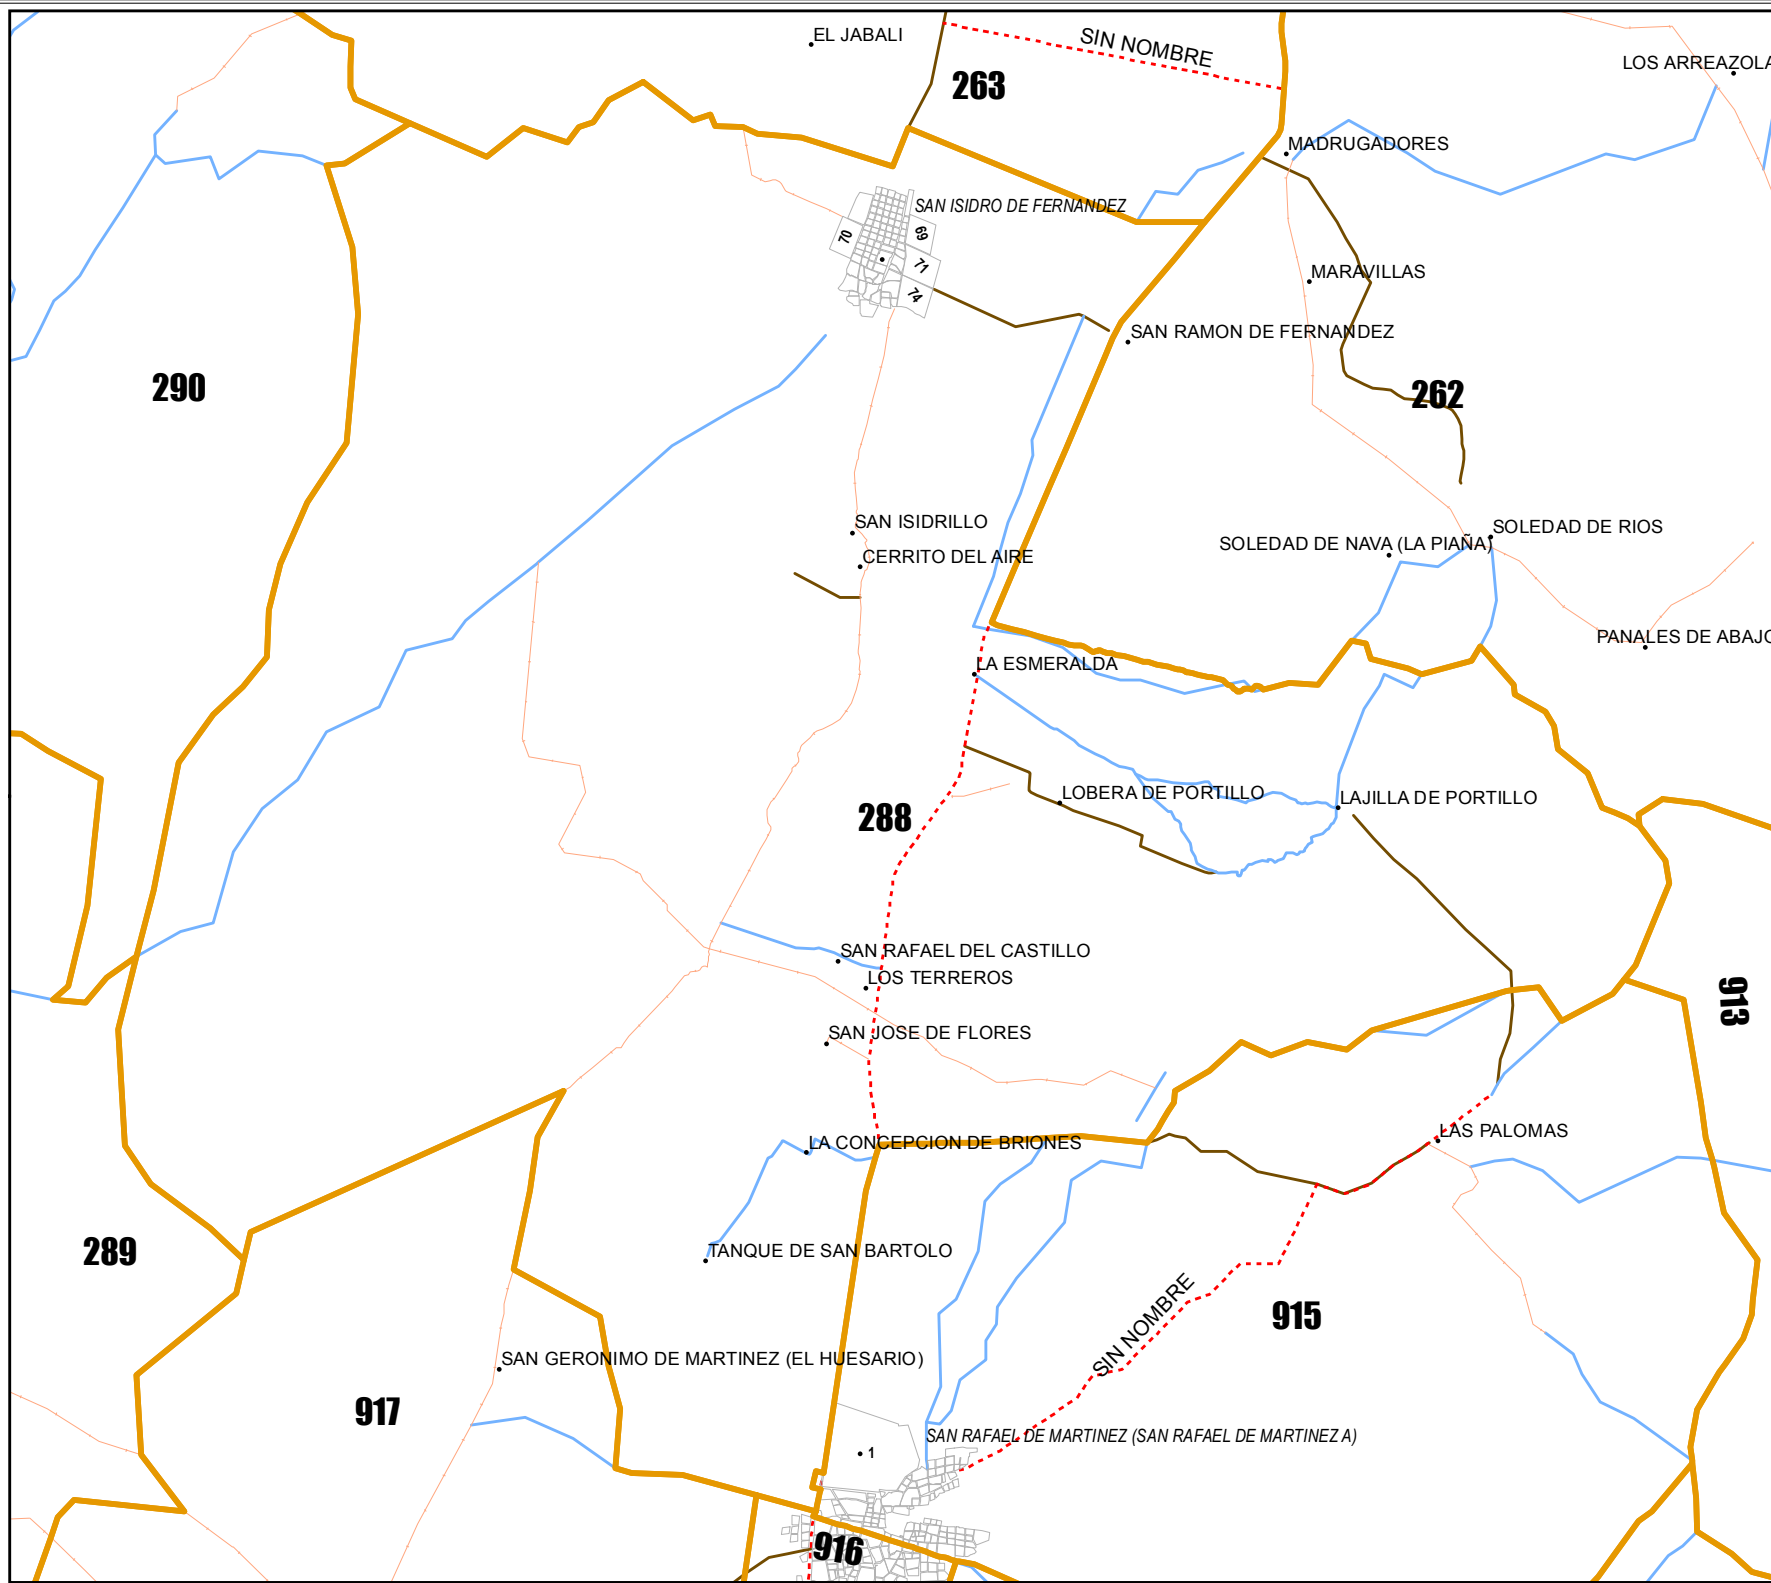 EL JABALI
SIN NOMBRE
LOS ARREAZOLA
263
MADRUGADORES
SAN ISIDRO DE FERNANDEZ
70
69
71
74
MARAVILLAS
SAN RAMON DE FERNANDEZ
290
262
SAN ISIDRILLO
SOLEDAD DE RIOS
SOLEDAD DE NAVA (LA PIAÑA)
CERRITO DEL AIRE
PANALES DE ABAJO
LA ESMERALDA
LOBERA DE PORTILLO
LAJILLA DE PORTILLO
288
SAN RAFAEL DEL CASTILLO
LOS TERREROS
913
SAN JOSE DE FLORES
LAS PALOMAS
LA CONCEPCION DE BRIONES
289
TANQUE DE SAN BARTOLO
SIN NOMBRE
915
SAN GERONIMO DE MARTINEZ (EL HUESARIO)
917
SAN RAFAEL DE MARTINEZ (SAN RAFAEL DE MARTINEZ A)
1
916